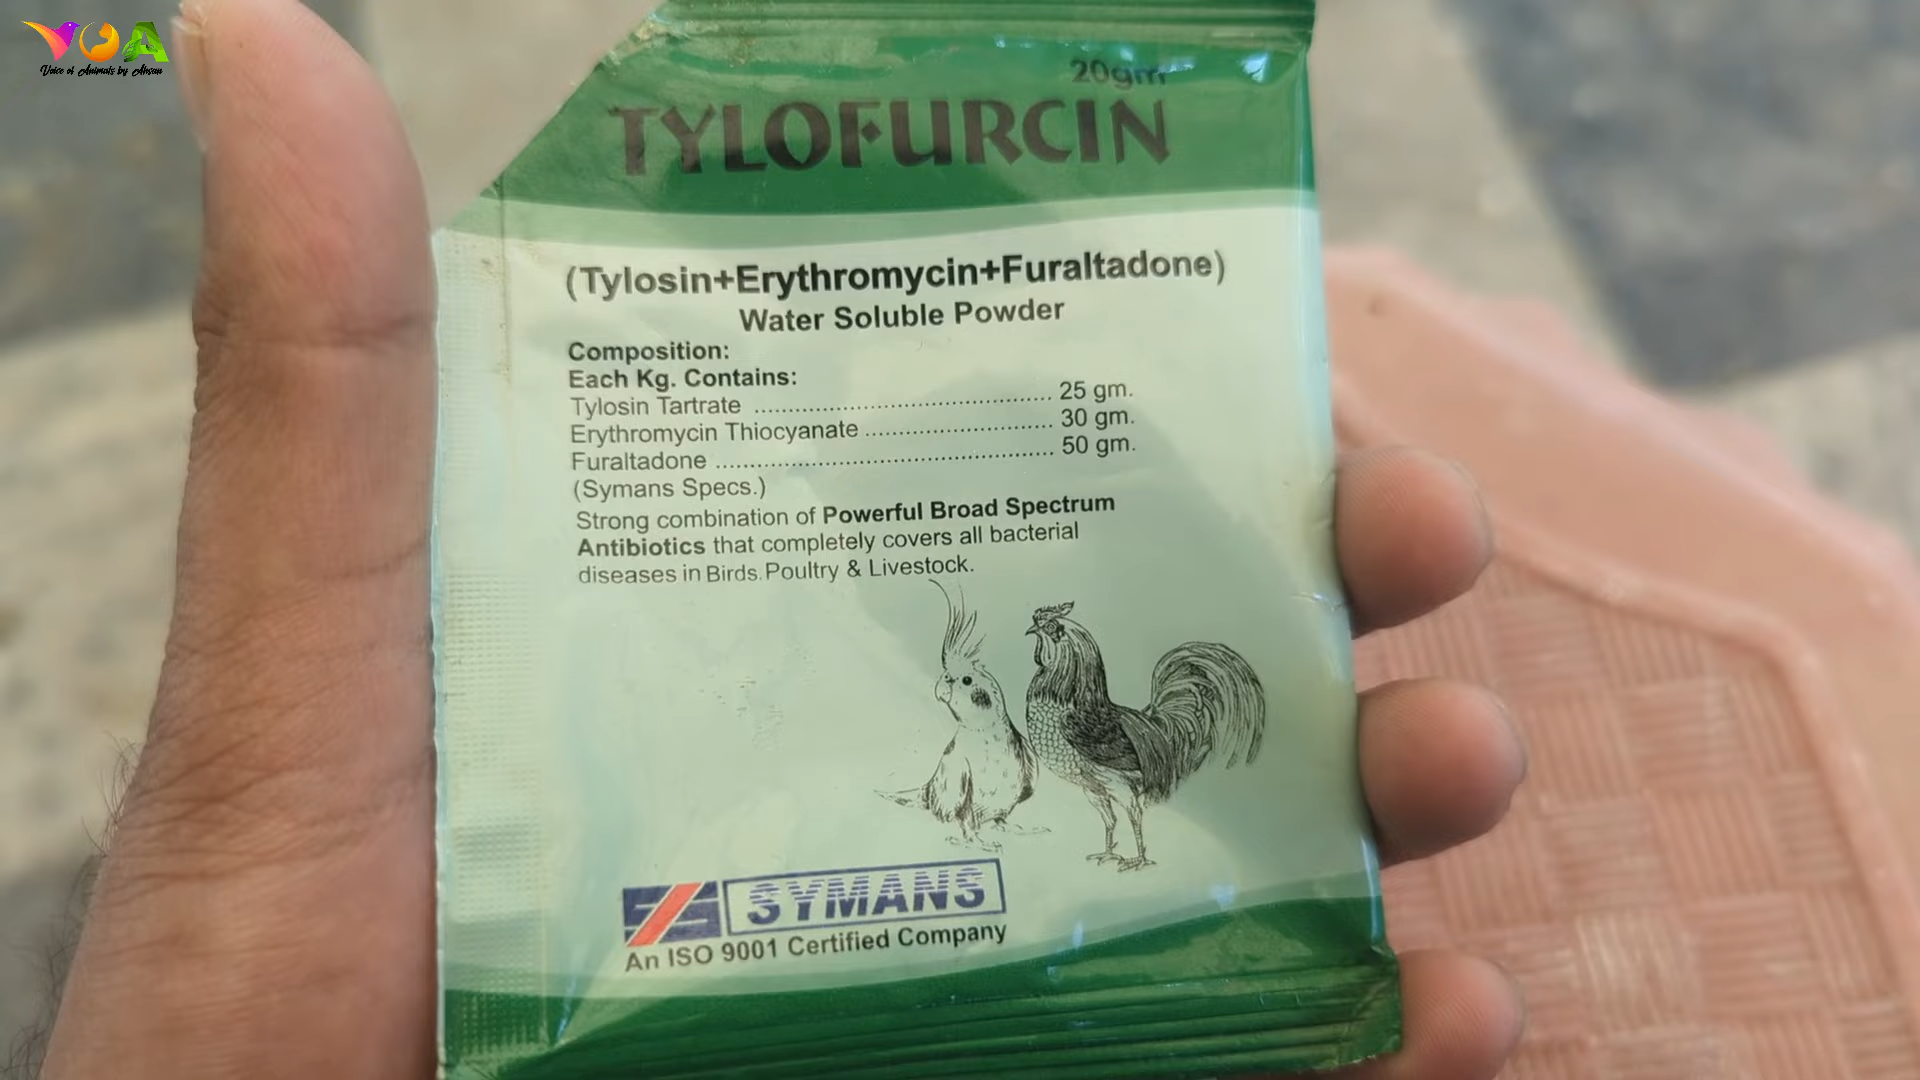 VOA
Voice of Animals by Ahsan
20gm
TYLOFURCIN
(Tylosin+Erythromycin+Furaltadone)
Water Soluble Powder
Composition:
Each Kg. Contains:
Tylosin Tartrate ........................................... 25 gm.
Erythromycin Thiocyanate ........................... 30 gm.
Furaltadone ................................................. 50 gm.
(Symans Specs.)
Strong combination of Powerful Broad Spectrum
Antibiotics that completely covers all bacterial
diseases in Birds. Poultry & Livestock.
SYMANS
An ISO 9001 Certified Company